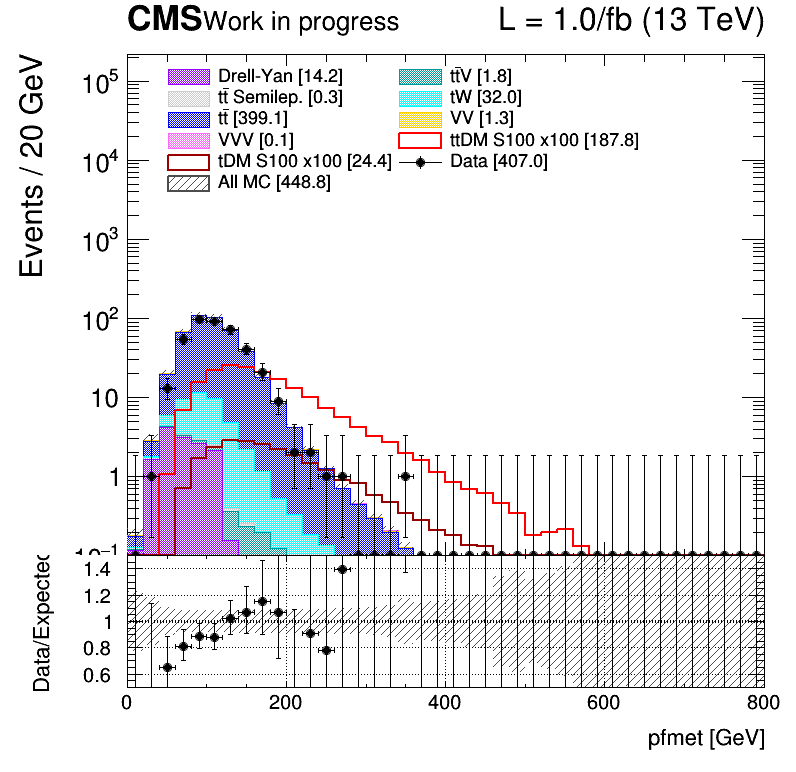 CMS Work in progress L = 1.0/fb (13 TeV)
Events / 20 GeV
Drell-Yan [14.2] tt̄V [1.8]
tt̄ Semilep. [0.3] tW [32.0]
tt̄ [399.1] VV [1.3]
VVV [0.1] ttDM S100 x100 [187.8]
tDM S100 x100 [24.4] Data [407.0]
All MC [448.8]
10⁵
10⁴
10³
10²
10
1
10⁻¹
Data/Expected
1.4
1.2
1
0.8
0.6
0 200 400 600 800
pfmet [GeV]